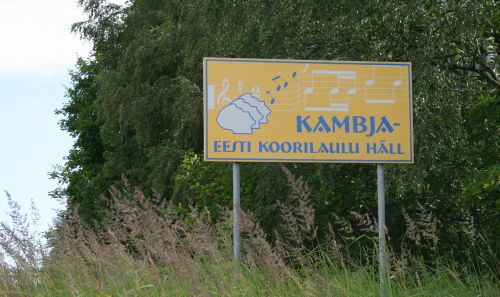 KAMBJA-
EESTI KOORILAULU HÄLL